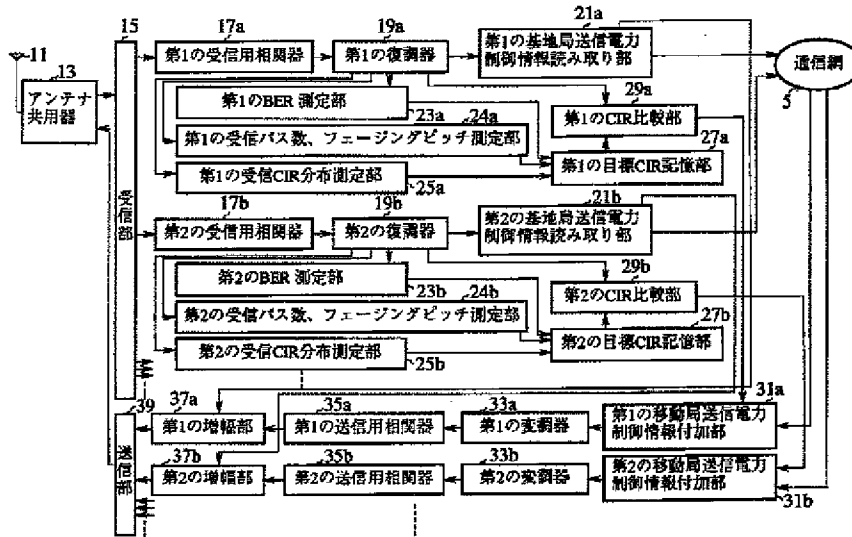 15
17a
19a
21a
11
13
アンテナ
共用器
第1の受信用相関器
第1の復調器
第1の基地局送信電力
制御情報読み取り部
通信網
5
第1のBER 測定部
23a
24a
29a
第1のCIR比較部
第1の受信パス数、フェージングピッチ測定部
27a
第1の受信CIR分布測定部
25a
第1の目標CIR記憶部
受信部
17b
19b
21b
第2の受信用相関器
第2の復調器
第2の基地局送信電力
制御情報読み取り部
第2のBER 測定部
23b
24b
29b
第2のCIR比較部
第2の受信パス数、フェージングピッチ測定部
27b
第2の受信CIR分布測定部
25b
第2の目標CIR記憶部
39
37a
35a
33a
31a
第1の増幅部
第1の送信用相関器
第1の変調器
第1の移動局送信電力
制御情報付加部
送信部
37b
35b
33b
第2の増幅部
第2の送信用相関器
第2の変調器
第2の移動局送信電力
制御情報付加部
31b